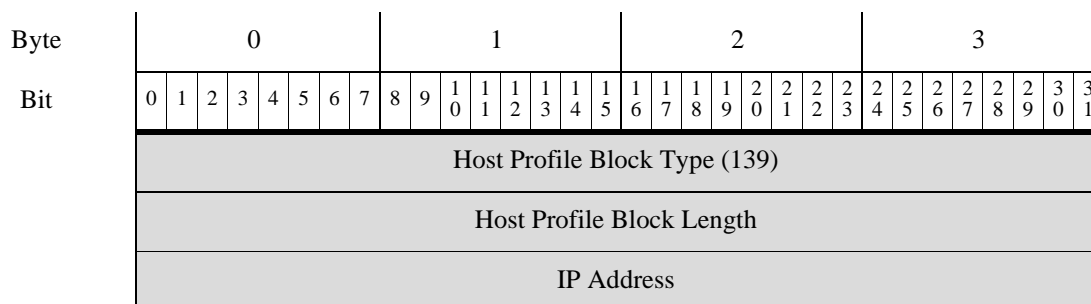 Byte 0 1 2 3
Bit 0 1 2 3 4 5 6 7 8 9 10 11 12 13 14 15 16 17 18 19 20 21 22 23 24 25 26 27 28 29 30 31
Host Profile Block Type (139)
Host Profile Block Length
IP Address